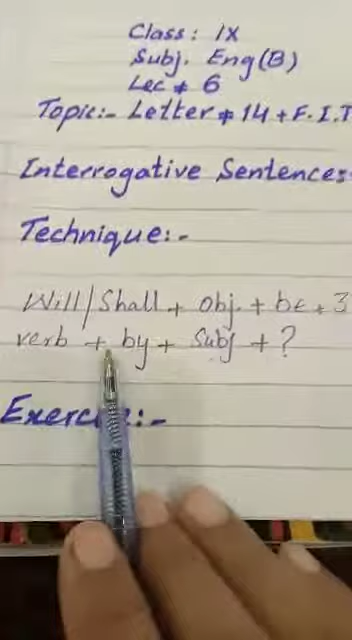 Class: IX
Subj. Eng(B)
Lec # 6
Topic:- Letter # 14 + F.I.T
Interrogative Sentences
Technique:-
Will/Shall + obj. + be + 3
verb + by + Subj + ?
Exercise:-